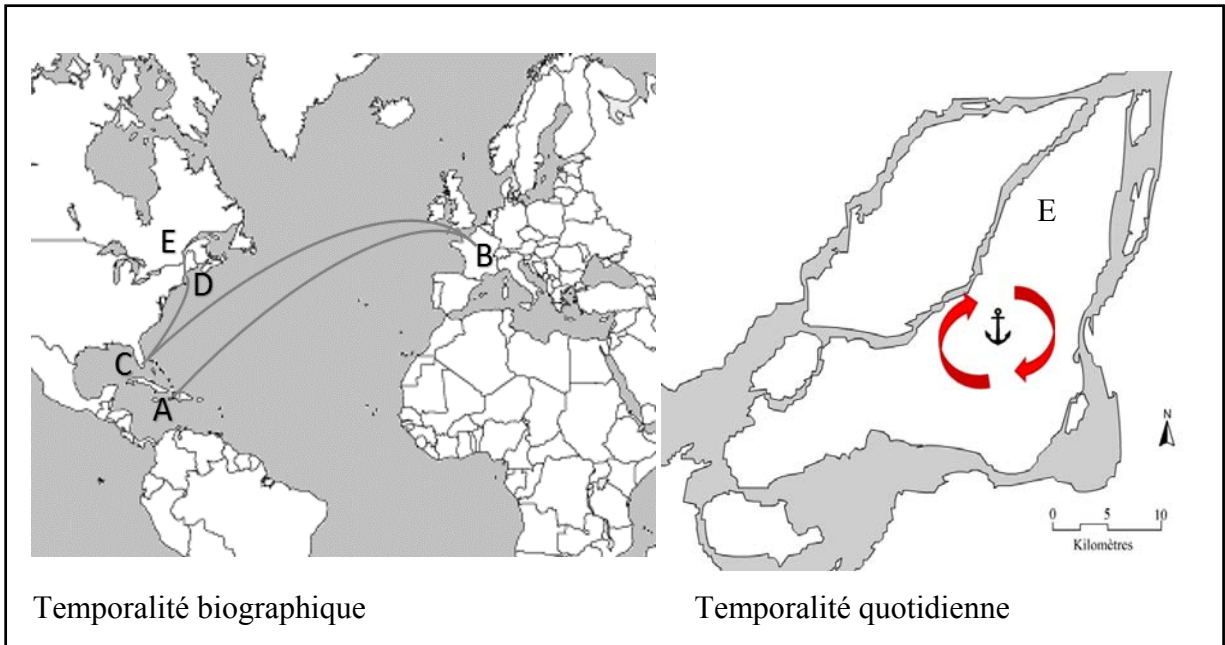 E
D
B
C
A
E
N
0 5 10
Kilomètres
Temporalité biographique
Temporalité quotidienne